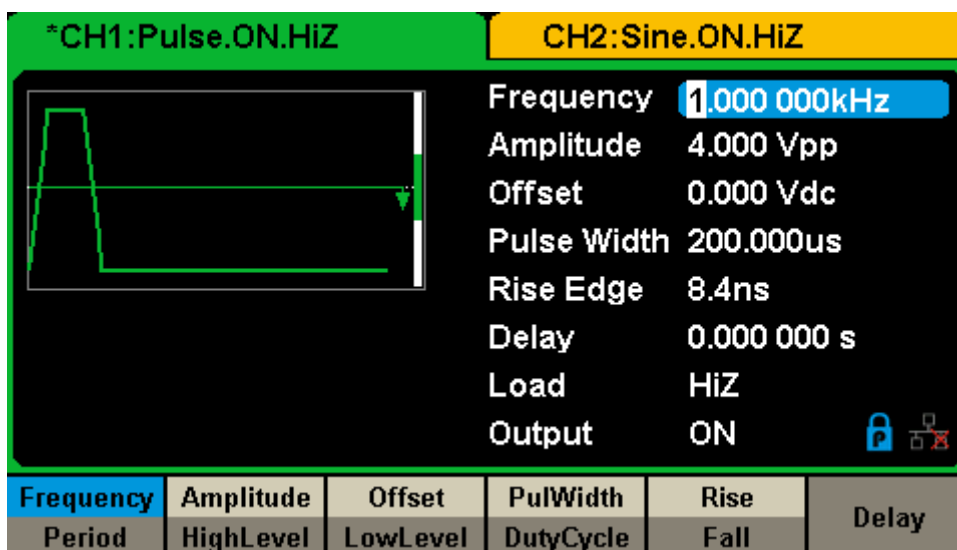 *CH1:Pulse.ON.HiZ CH2:Sine.ON.HiZ
Frequency 1.000 000kHz
Amplitude 4.000 Vpp
Offset 0.000 Vdc
Pulse Width 200.000us
Rise Edge 8.4ns
Delay 0.000 000 s
Load HiZ
Output ON P
Frequency Amplitude Offset PulWidth Rise Delay
Period HighLevel LowLevel DutyCycle Fall